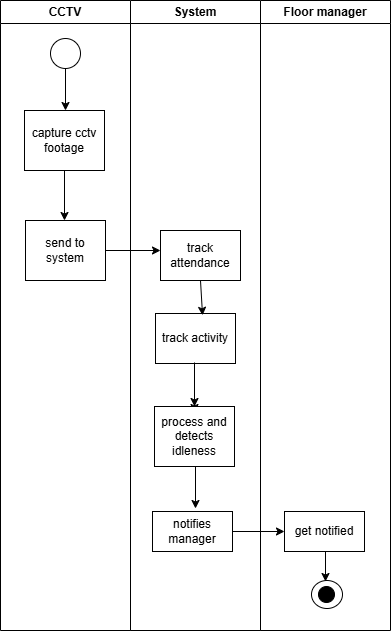 CCTV
System
Floor manager
capture cctv
footage
send to
system
track
attendance
track activity
process and
detects
idleness
notifies
manager
get notified